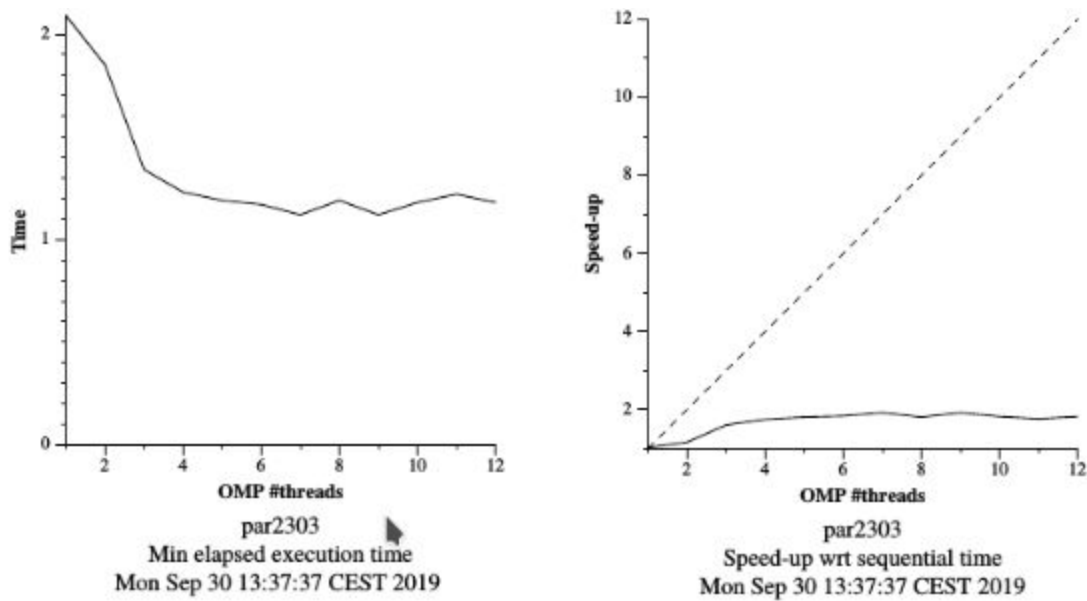 2
1
0
Time
2 4 6 8 10 12
OMP #threads
par2303
Min elapsed execution time
Mon Sep 30 13:37:37 CEST 2019
12
10
8
6
4
2
Speed-up
2 4 6 8 10 12
OMP #threads
par2303
Speed-up wrt sequential time
Mon Sep 30 13:37:37 CEST 2019